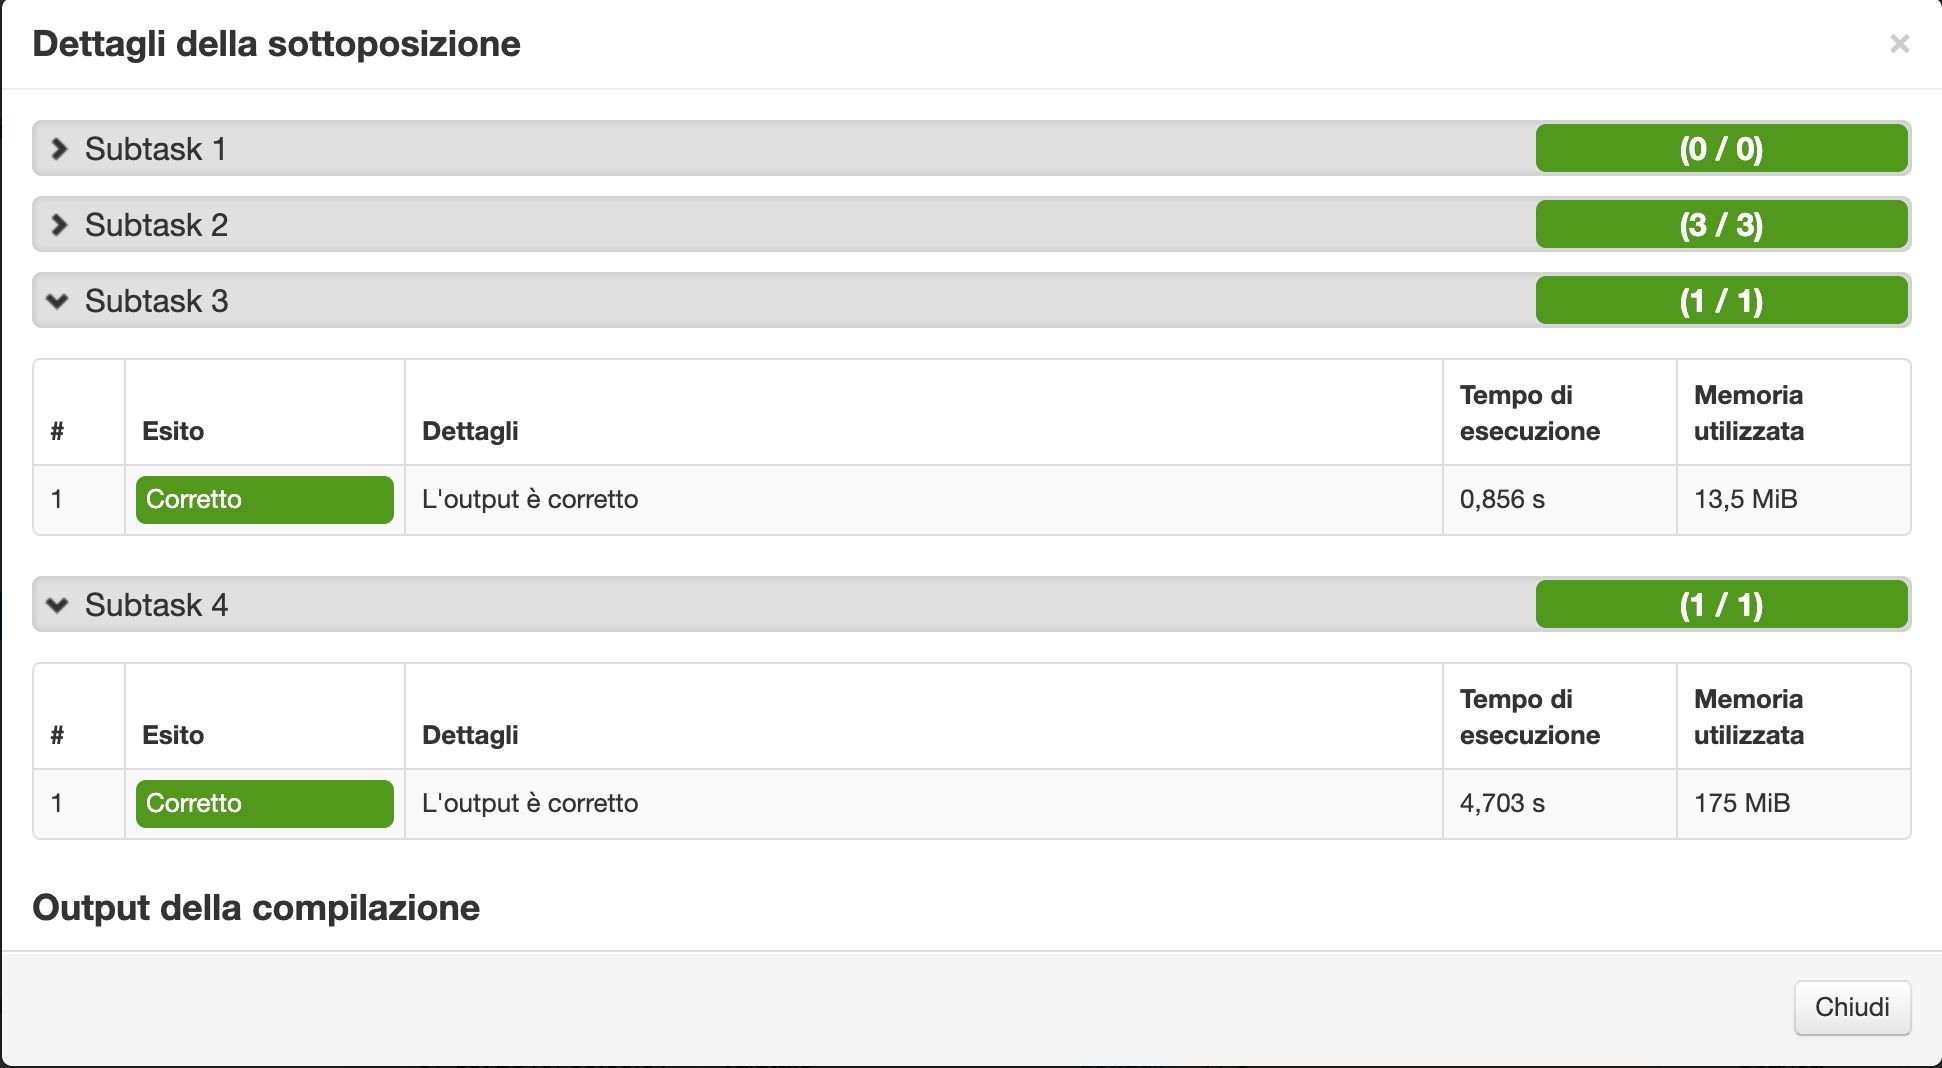 Dettagli della sottoposizione
×
Subtask 1 (0 / 0)
Subtask 2 (3 / 3)
Subtask 3 (1 / 1)
# Esito Dettagli Tempo di esecuzione Memoria utilizzata
1 Corretto L'output è corretto 0,856 s 13,5 MiB
Subtask 4 (1 / 1)
# Esito Dettagli Tempo di esecuzione Memoria utilizzata
1 Corretto L'output è corretto 4,703 s 175 MiB
Output della compilazione
Chiudi